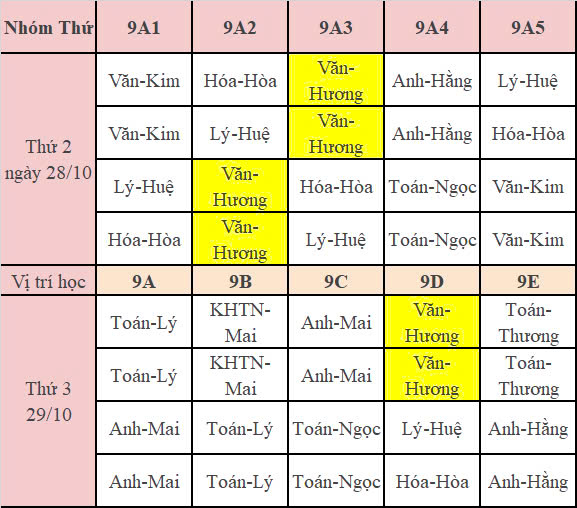 Nhóm Thứ 9A1 9A2 9A3 9A4 9A5
Thứ 2
ngày 28/10
Văn-Kim Hóa-Hòa Văn-Hương Anh-Hằng Lý-Huệ
Văn-Kim Lý-Huệ Văn-Hương Anh-Hằng Hóa-Hòa
Lý-Huệ Văn-Hương Hóa-Hòa Toán-Ngọc Văn-Kim
Hóa-Hòa Văn-Hương Lý-Huệ Toán-Ngọc Văn-Kim
Vị trí học 9A 9B 9C 9D 9E
Thứ 3
29/10
Toán-Lý KHTN-Mai Anh-Mai Văn-Hương Toán-Thương
Toán-Lý KHTN-Mai Anh-Mai Văn-Hương Toán-Thương
Anh-Mai Toán-Lý Toán-Ngọc Lý-Huệ Anh-Hằng
Anh-Mai Toán-Lý Toán-Ngọc Hóa-Hòa Anh-Hằng